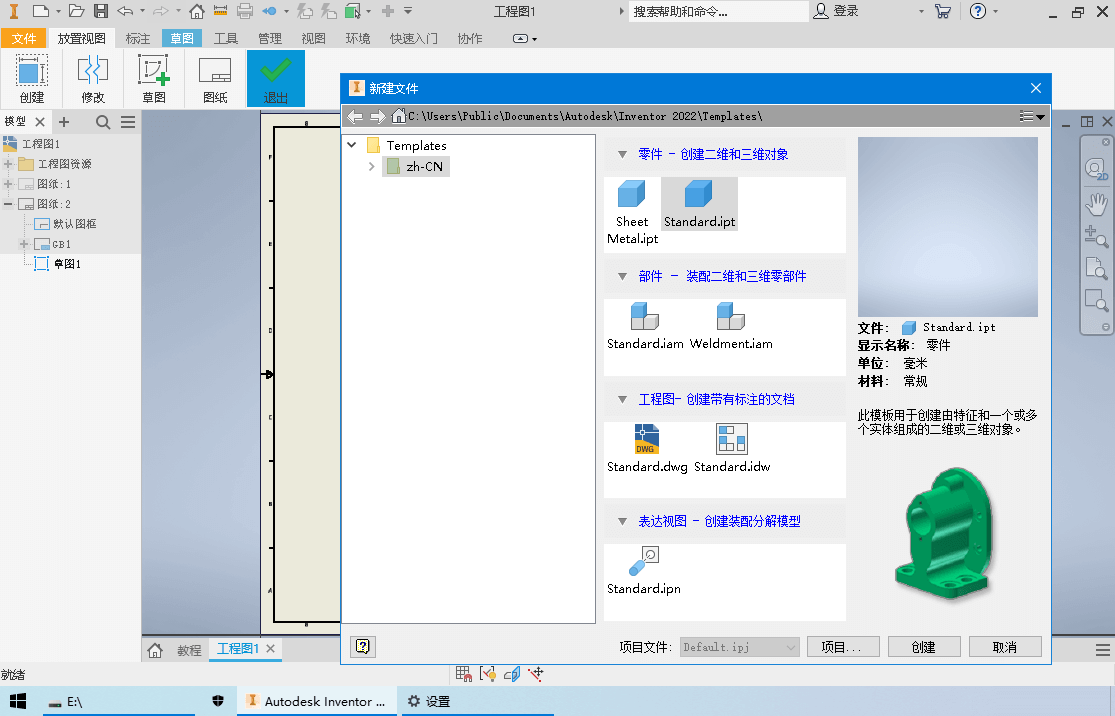 工程图1
搜索帮助和命令...
登录
文件 放置视图 标注 草图 工具 管理 视图 环境 快速入门 协作
创建 修改 草图 图纸 退出
模型
工程图1
工程图资源
图纸:1
图纸:2
默认图框
GB1
草图1
新建文件
C:\Users\Public\Documents\Autodesk\Inventor 2022\Templates\
Templates
zh-CN
零件 - 创建二维和三维对象
Sheet Metal.ipt
Standard.ipt
部件 - 装配二维和三维零部件
Standard.iam
Weldment.iam
工程图- 创建带有标注的文档
DWG
Standard.dwg
Standard.idw
表达视图 - 创建装配分解模型
Standard.ipn
文件: Standard.ipt
显示名称: 零件
单位: 毫米
材料: 常规
此模板用于创建由特征和一个或多
个实体组成的二维或三维对象。
项目文件: Default.ipj 项目... 创建 取消
教程 工程图1
就绪
E:\
Autodesk Inventor ...
设置